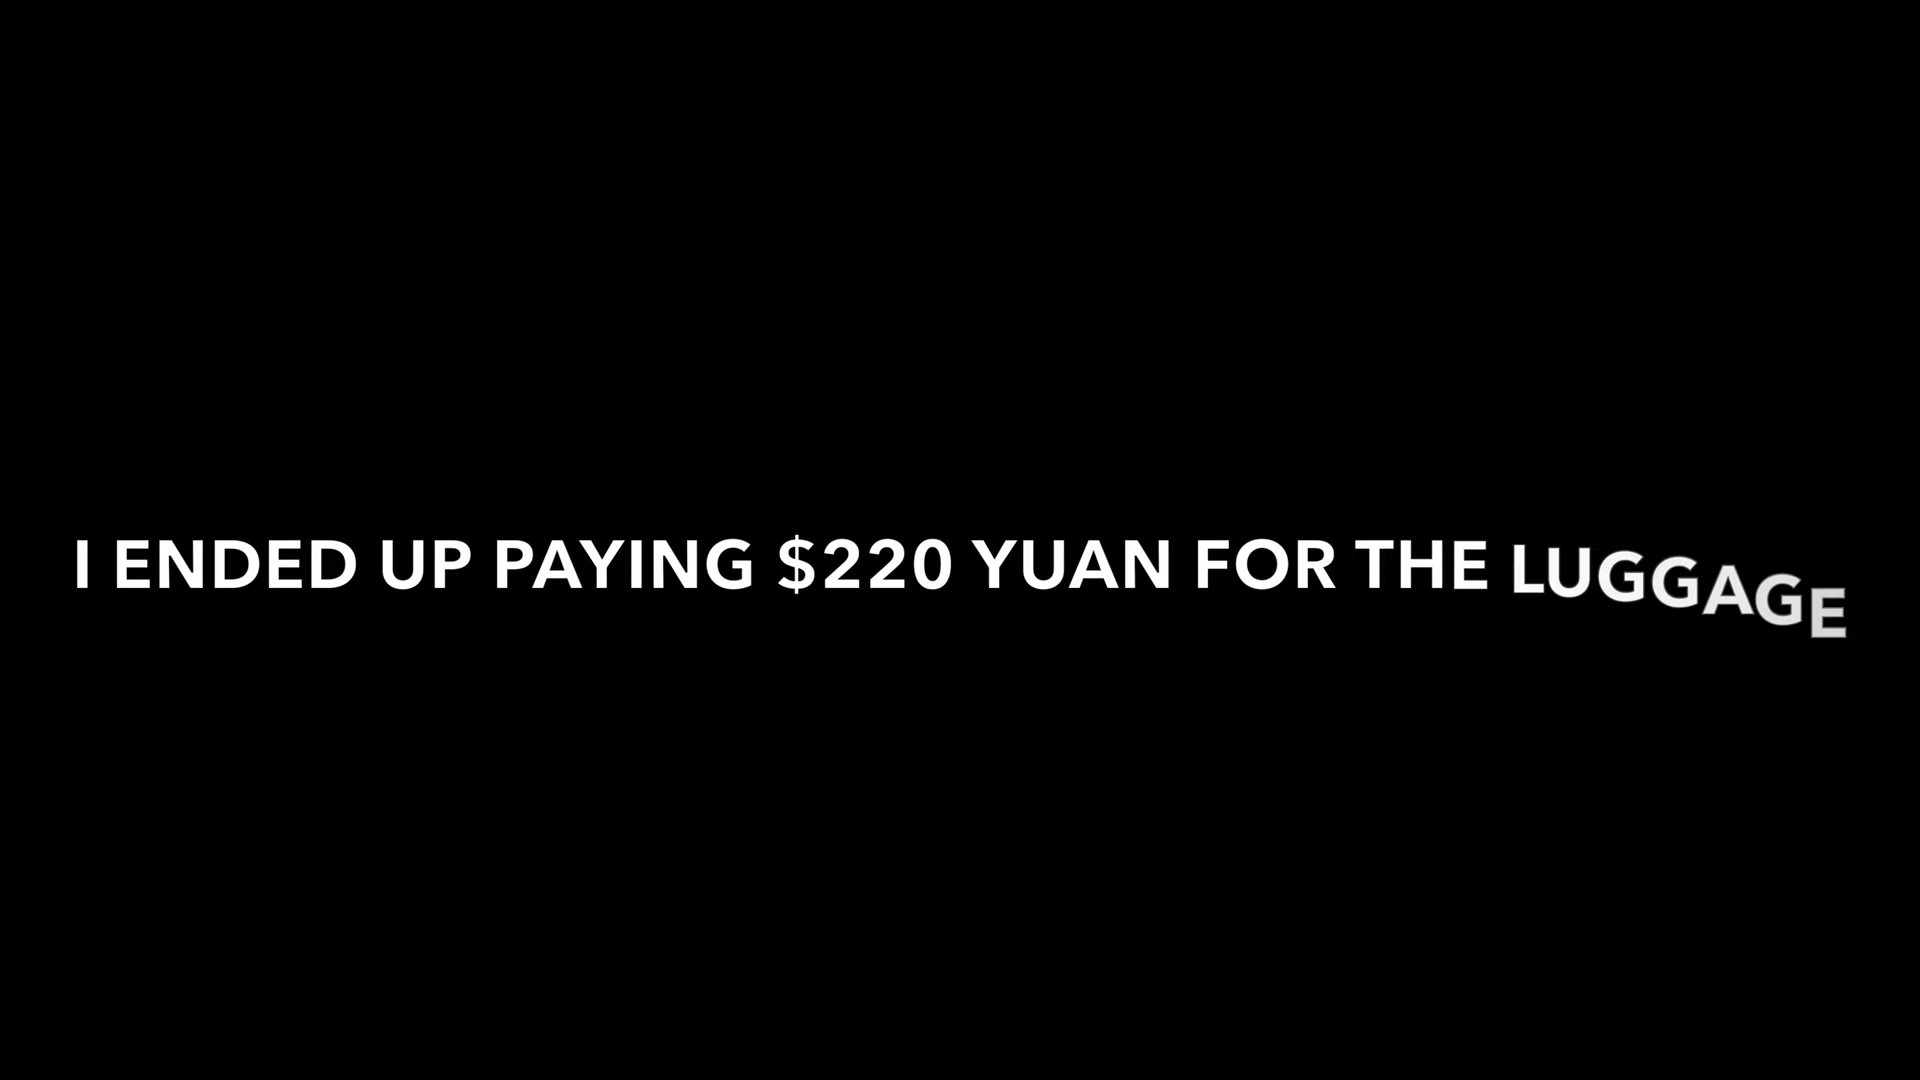 I ENDED UP PAYING $220 YUAN FOR THE LUGGAGE